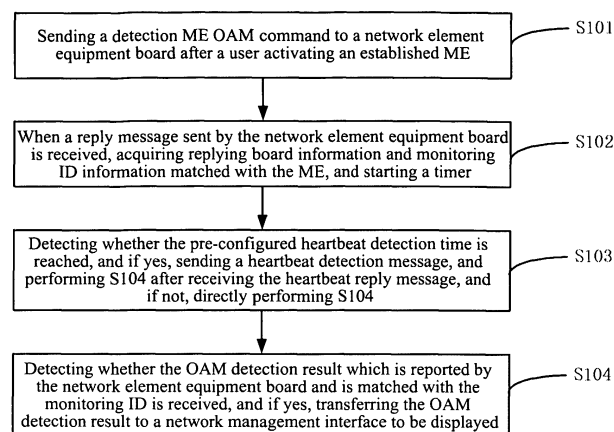 Sending a detection ME OAM command to a network element
equipment board after a user activating an established ME
S101
When a reply message sent by the network element equipment board
is received, acquiring replying board information and monitoring
ID information matched with the ME, and starting a timer
S102
Detecting whether the pre-configured heartbeat detection time is
reached, and if yes, sending a heartbeat detection message, and
performing S104 after receiving the heartbeat reply message, and
if not, directly performing S104
S103
Detecting whether the OAM detection result which is reported by
the network element equipment board and is matched with the
monitoring ID is received, and if yes, transferring the OAM
detection result to a network management interface to be displayed
S104